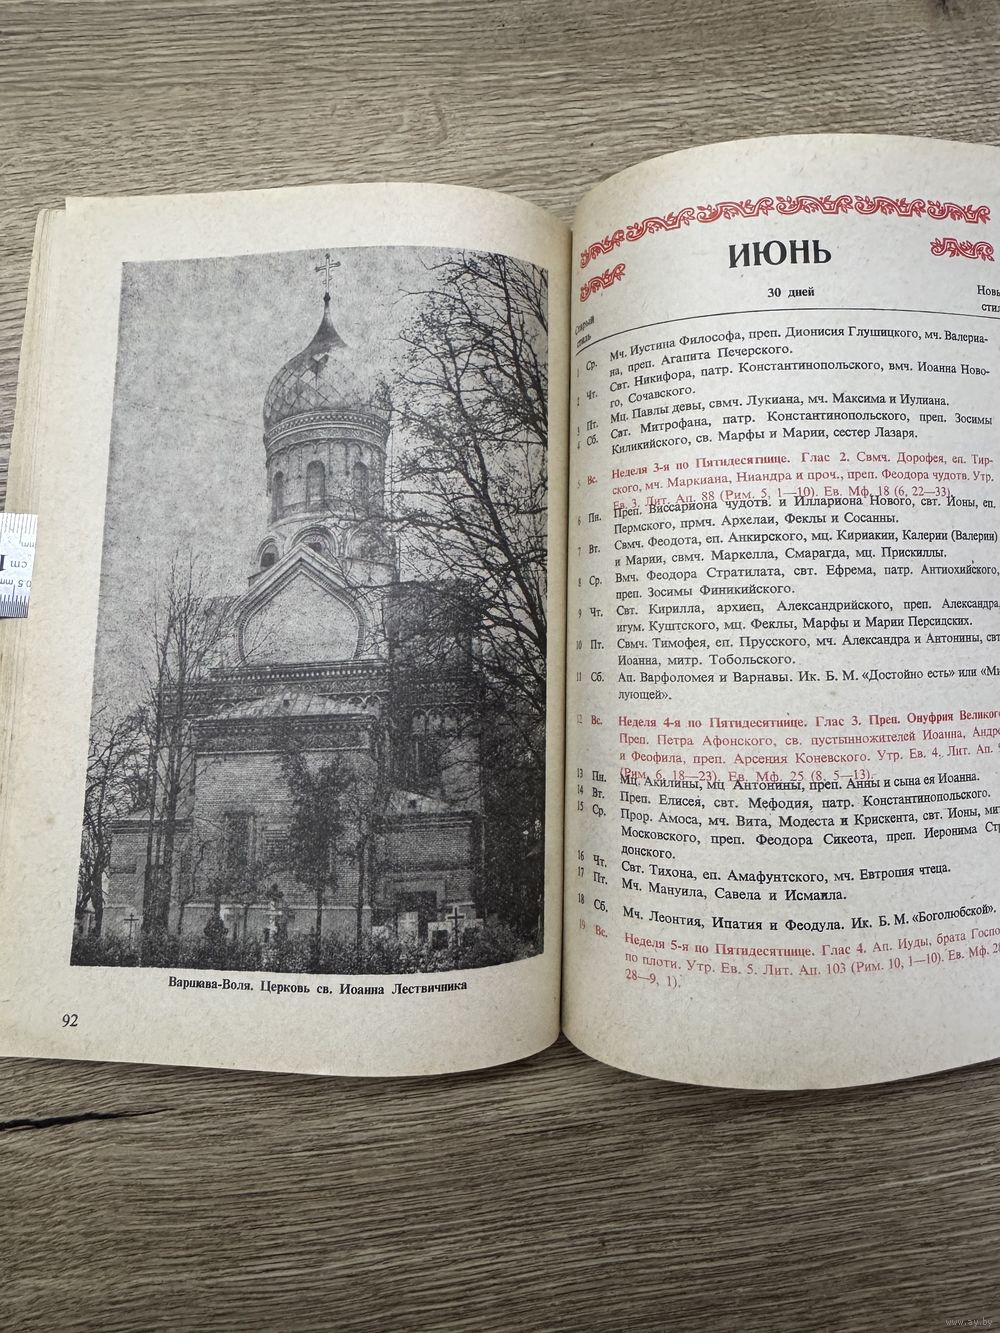 Варшава-Воля. Церковь св. Иоанна Лествичника
92
ИЮНЬ
30 дней
Старый
стиль
Новы
стил
1 Ср. Мч. Иустина Философа, преп. Дионисия Глушицкого, мч. Валериа-
на, преп. Агапита Печерского.
2 Чт. Свт. Никифора, патр. Константинопольского, вмч. Иоанна Ново-
го, Сочавского.
3 Пт. Мц. Павлы девы, свмч. Лукиана, мч. Максима и Иулиана.
4 Сб. Свт. Митрофана, патр. Константинопольского, преп. Зосимы
Киликийского, св. Марфы и Марии, сестер Лазаря.
5 Вс. Неделя 3-я по Пятидесятнице. Глас 2. Свмч. Дорофея, еп. Тир-
ского, мч. Маркиана, Ниандра и проч., преп. Феодора чудотв. Утр.
Ев. 3. Лит. Ап. 88 (Рим. 5, 1—10). Ев. Мф. 18 (6, 22—33).
6 Пн. Преп. Виссариона чудотв. и Иллариона Нового, свт. Ионы, еп.
Пермского, прмч. Архелаи, Феклы и Сосанны.
7 Вт. Свмч. Феодота, еп. Анкирского, мц. Кириакии, Калерии (Валерии)
и Марии, свмч. Маркелла, Смарагда, мц. Прискиллы.
8 Ср. Вмч. Феодора Стратилата, свт. Ефрема, патр. Антиохийского,
преп. Зосимы Финикийского.
9 Чт. Свт. Кирилла, архиеп, Александрийского, преп. Александра,
игум. Куштского, мц. Феклы, Марфы и Марии Персидских.
10 Пт. Свмч. Тимофея, еп. Прусского, мч. Александра и Антонины, свт
Иоанна, митр. Тобольского.
11 Сб. Ап. Варфоломея и Варнавы. Ик. Б. М. «Достойно есть» или «Ми
лующей».
12 Вс. Неделя 4-я по Пятидесятнице. Глас 3. Преп. Онуфрия Великого
Преп. Петра Афонского, св. пустынножителей Иоанна, Андре
и Феофила, преп. Арсения Коневского. Утр. Ев. 4. Лит. Ап.
(Рим. 6, 18—23). Ев. Мф. 25 (8, 5—13).
13 Пн. Мц. Акилины, мц Антонины, преп. Анны и сына ея Иоанна.
14 Вт. Преп. Елисея, свт. Мефодия, патр. Константинопольского.
15 Ср. Прор. Амоса, мч. Вита, Модеста и Крискента, свт. Ионы, мит
Московского, преп. Феодора Сикеота, преп. Иеронима Стр
донского.
16 Чт. Свт. Тихона, еп. Амафунтского, мч. Евтропия чтеца.
17 Пт. Мч. Мануила, Савела и Исмаила.
18 Сб. Мч. Леонтия, Ипатия и Феодула. Ик. Б. М. «Боголюбской».
19 Вс. Неделя 5-я по Пятидесятнице. Глас 4. Ап. Иуды, брата Госпо
по плоти. Утр. Ев. 5. Лит. Ап. 103 (Рим. 10, 1—10). Ев. Мф. 28
28—9, 1).
0.5 mm
cm 1
www.ay.by